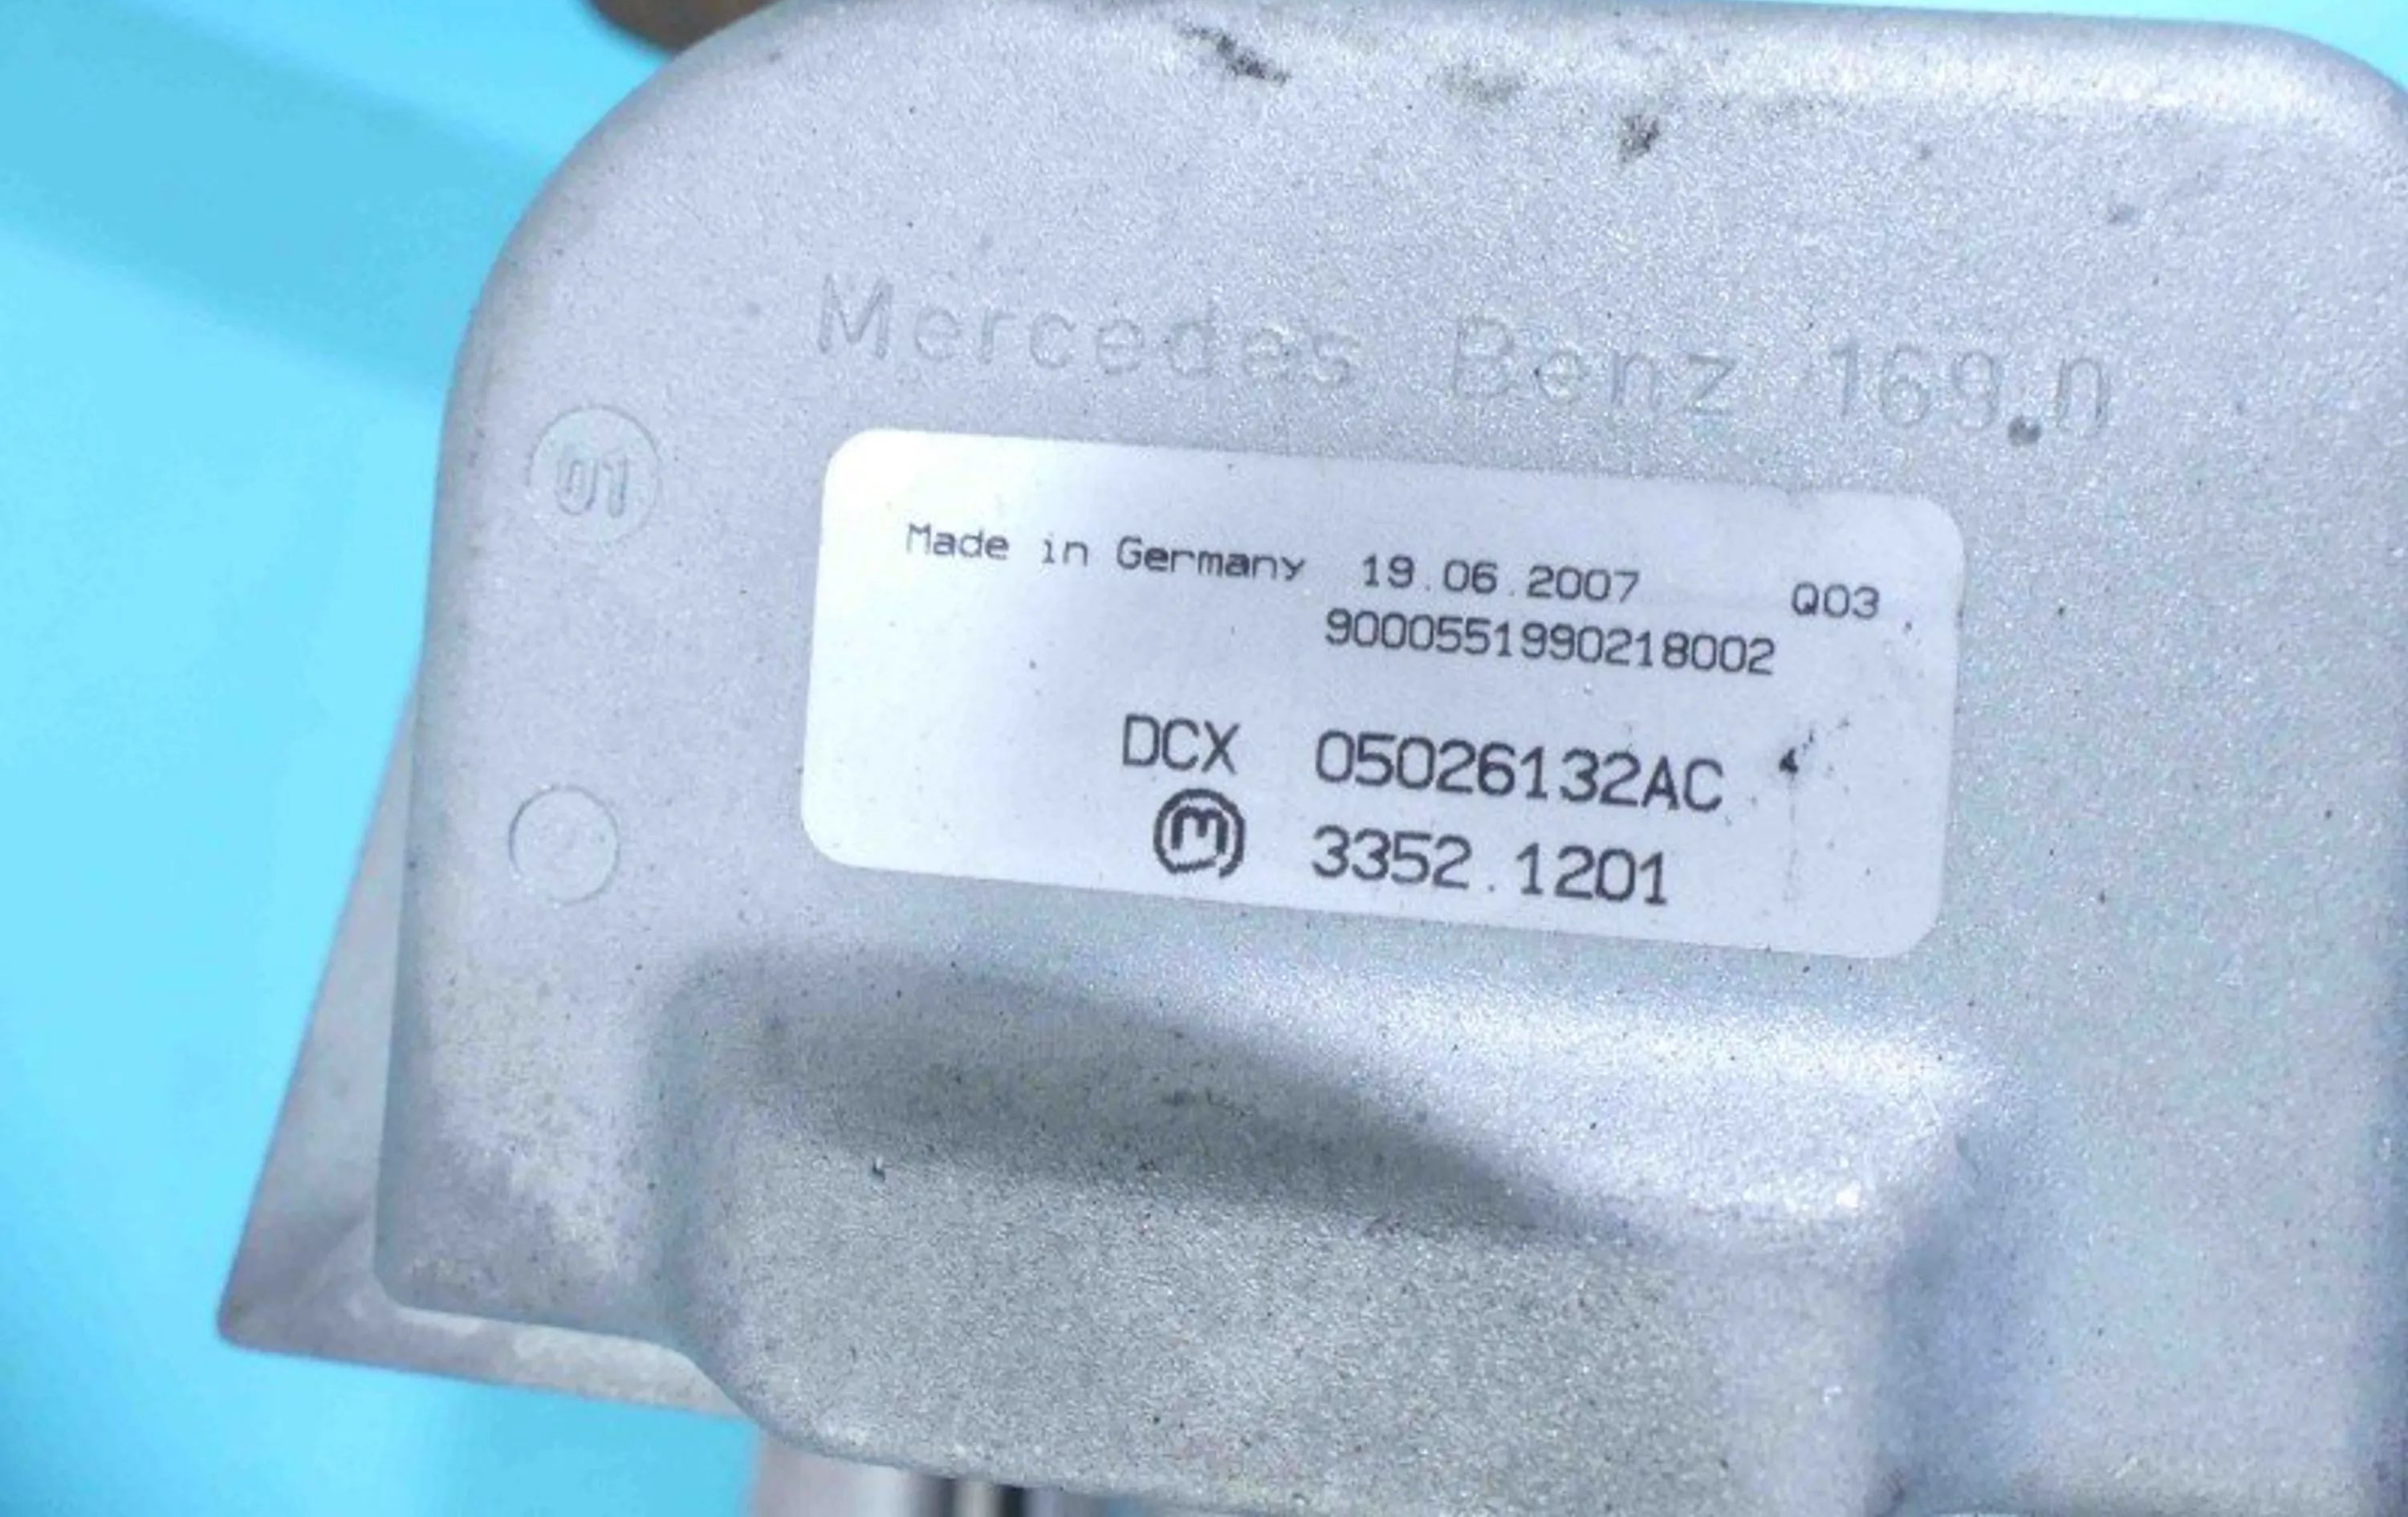 Mercedes Benz 169.0
01
Made in Germany 19.06.2007 Q03
9000551990218002
DCX 05026132AC
m 3352.1201